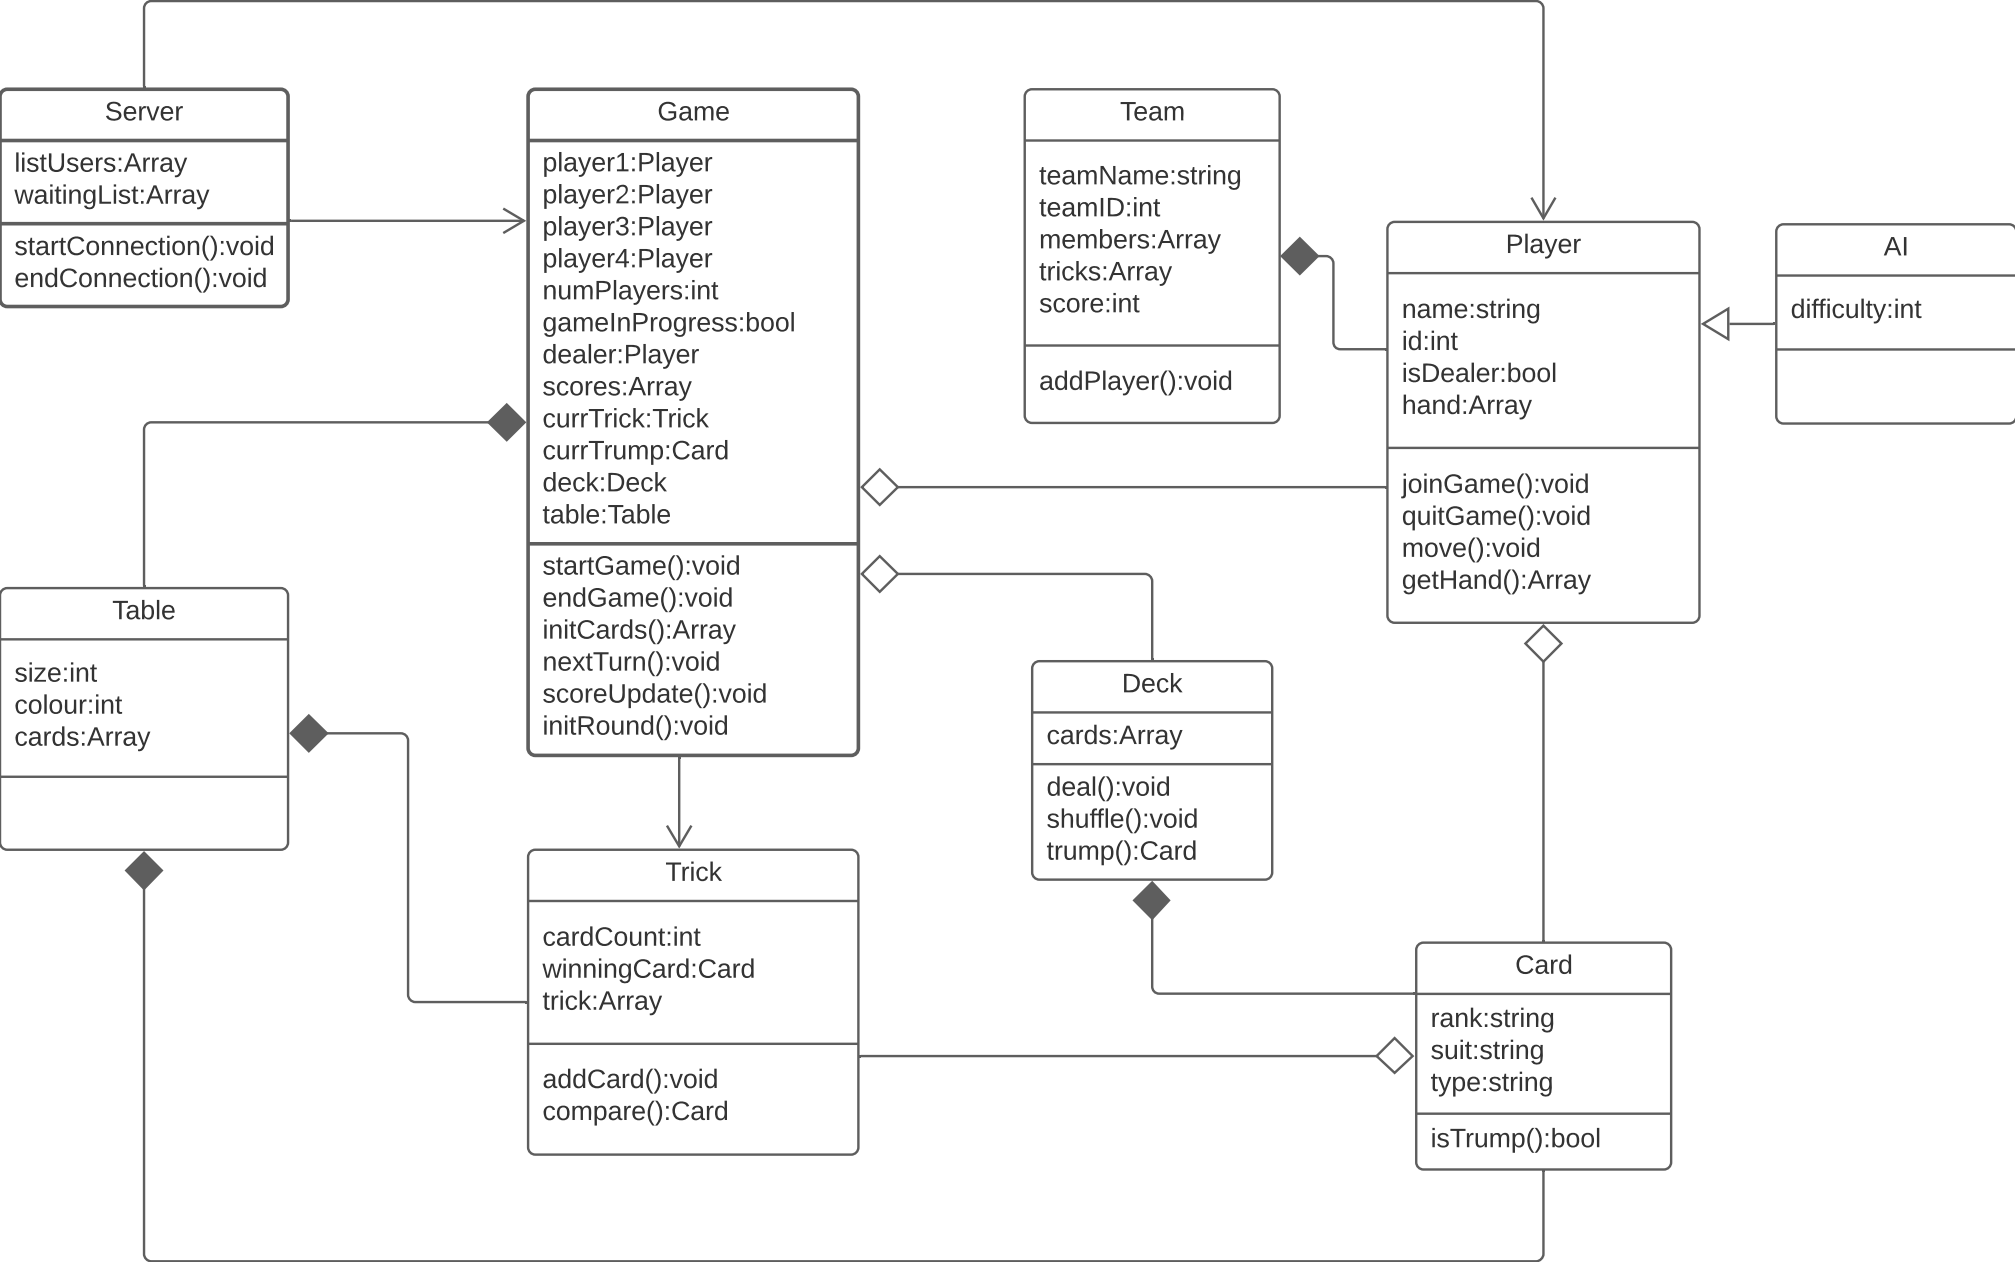 Server
listUsers:Array
waitingList:Array
startConnection():void
endConnection():void
Game
player1:Player
player2:Player
player3:Player
player4:Player
numPlayers:int
gameInProgress:bool
dealer:Player
scores:Array
currTrick:Trick
currTrump:Card
deck:Deck
table:Table
startGame():void
endGame():void
initCards():Array
nextTurn():void
scoreUpdate():void
initRound():void
Team
teamName:string
teamID:int
members:Array
tricks:Array
score:int
addPlayer():void
Player
name:string
id:int
isDealer:bool
hand:Array
joinGame():void
quitGame():void
move():void
getHand():Array
AI
difficulty:int
Table
size:int
colour:int
cards:Array
Deck
cards:Array
deal():void
shuffle():void
trump():Card
Trick
cardCount:int
winningCard:Card
trick:Array
addCard():void
compare():Card
Card
rank:string
suit:string
type:string
isTrump():bool